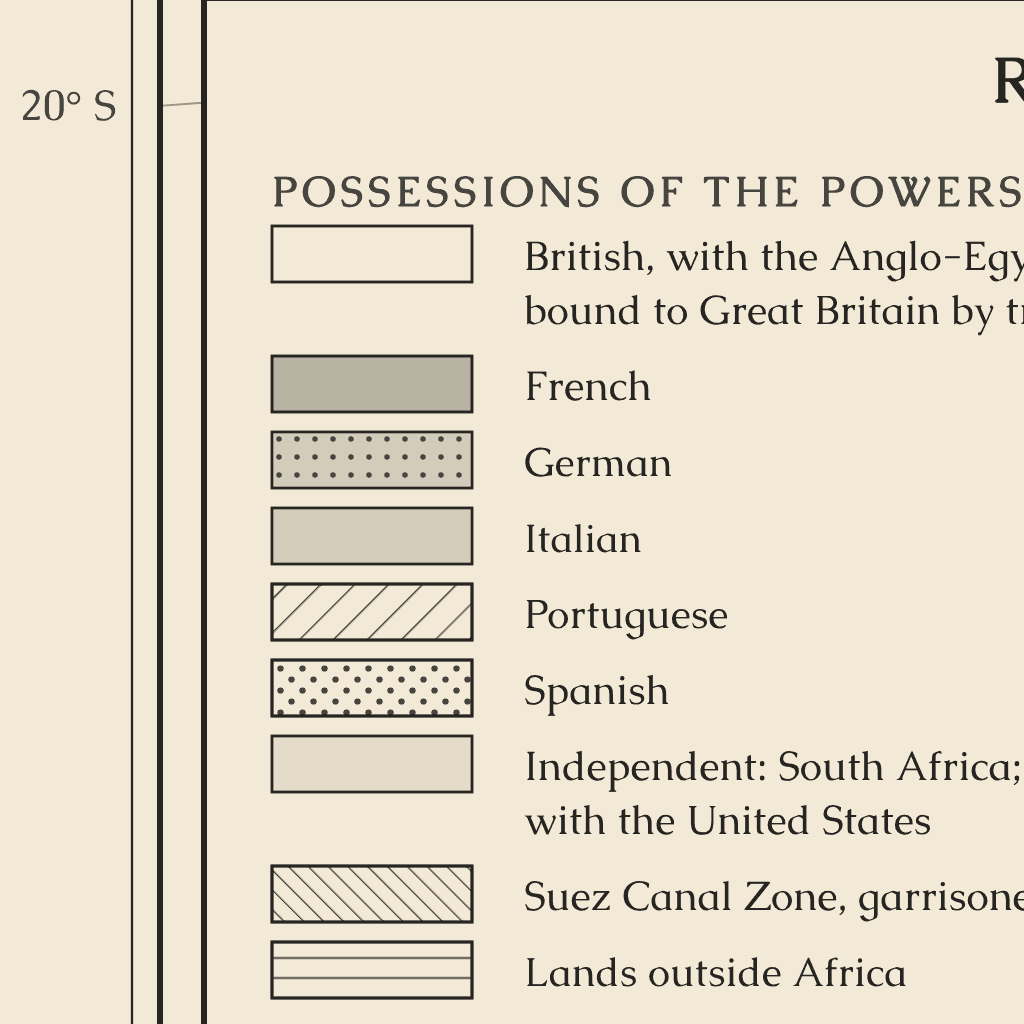 20° S
POSSESSIONS OF THE POWERS
British, with the Anglo-Egy
bound to Great Britain by
French
German
Italian
Portuguese
Spanish
Independent: South Africa;
with the United States
Suez Canal Zone, garrisone
Lands outside Africa